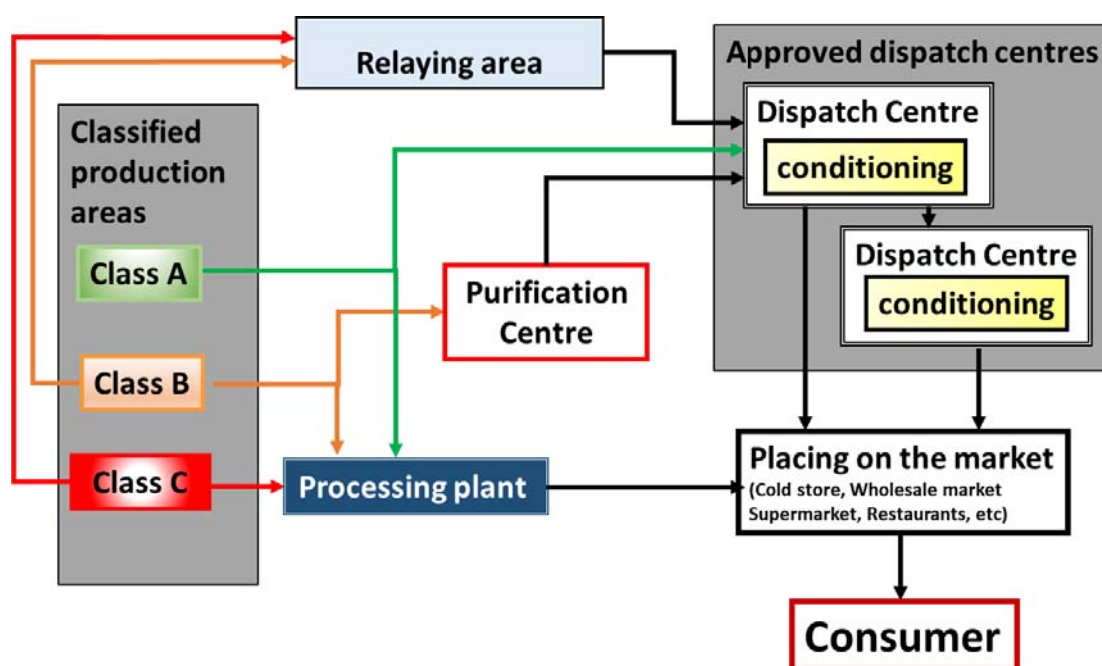 Relaying area
Approved dispatch centres
Dispatch Centre
conditioning
Classified
production
areas
Class A
Dispatch Centre
conditioning
Purification
Centre
Class B
Class C
Processing plant
Placing on the market
(Cold store, Wholesale market
Supermarket, Restaurants, etc)
Consumer